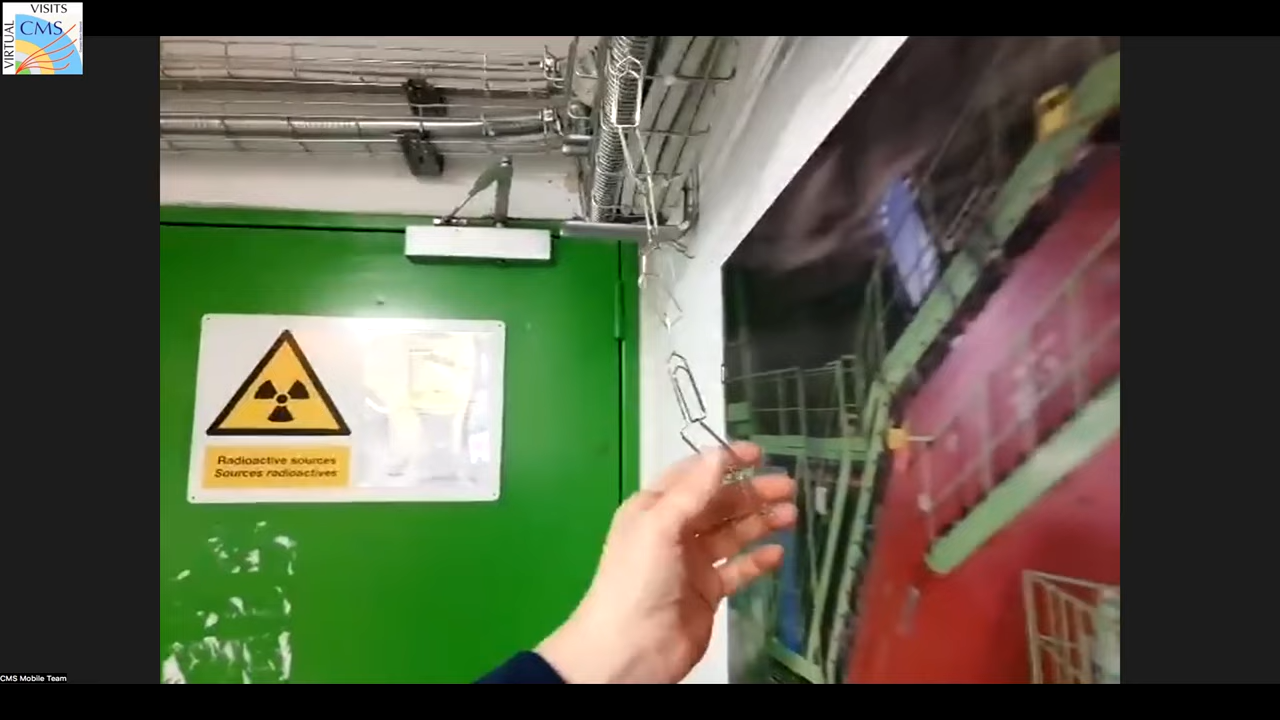 VISITS
VIRTUAL
CMS
Radioactive sources
Sources radioactives
CMS Mobile Team